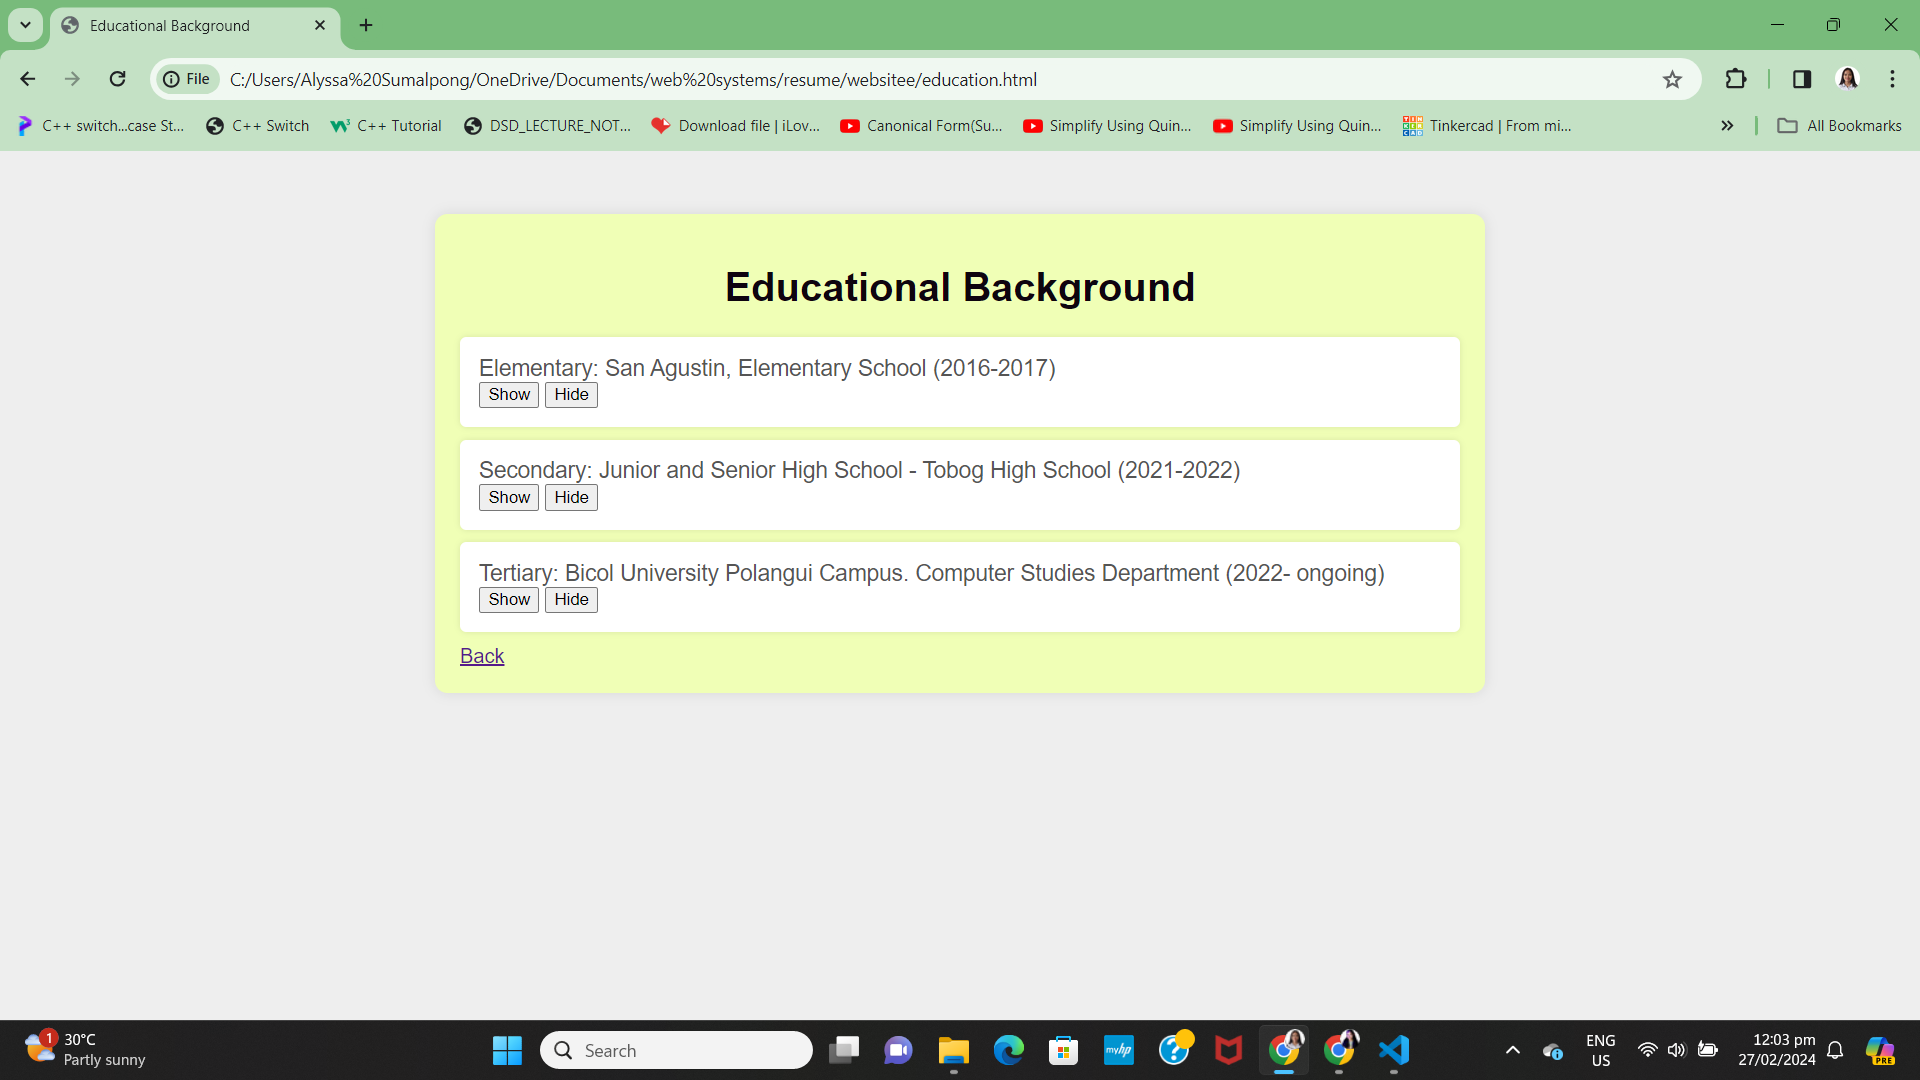 Educational Background
File
C:/Users/Alyssa%20Sumalpong/OneDrive/Documents/web%20systems/resume/websitee/education.html
C++ switch...case St...
C++ Switch
C++ Tutorial
DSD_LECTURE_NOT...
Download file | iLov...
Canonical Form(Su...
Simplify Using Quin...
Simplify Using Quin...
Tinkercad | From mi...
All Bookmarks
Educational Background
Elementary: San Agustin, Elementary School (2016-2017)
Show Hide
Secondary: Junior and Senior High School - Tobog High School (2021-2022)
Show Hide
Tertiary: Bicol University Polangui Campus. Computer Studies Department (2022- ongoing)
Show Hide
Back
1
30°C
Partly sunny
Search
myhp
ENG
US
12:03 pm
27/02/2024
PRE